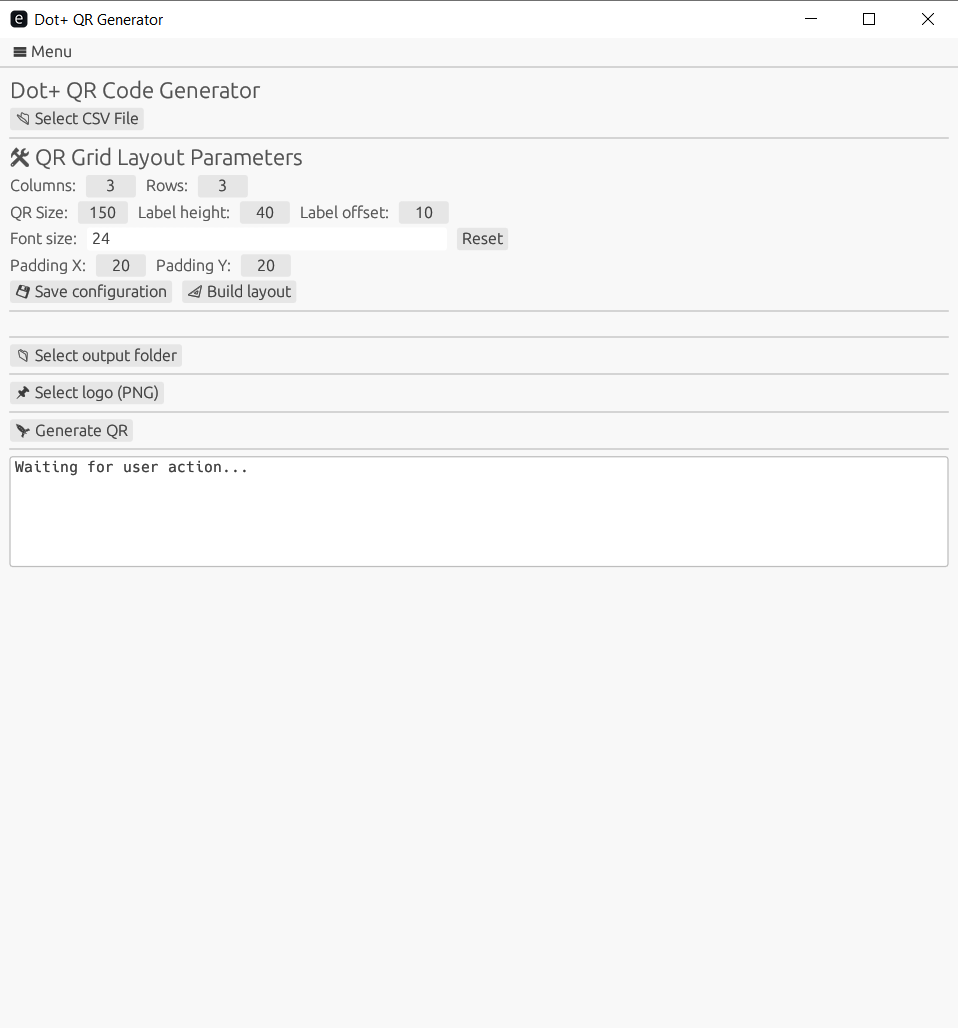 e Dot+ QR Generator
Menu
Dot+ QR Code Generator
Select CSV File
QR Grid Layout Parameters
Columns: 3 Rows: 3
QR Size: 150 Label height: 40 Label offset: 10
Font size: 24 Reset
Padding X: 20 Padding Y: 20
Save configuration Build layout
Select output folder
Select logo (PNG)
Generate QR
Waiting for user action...